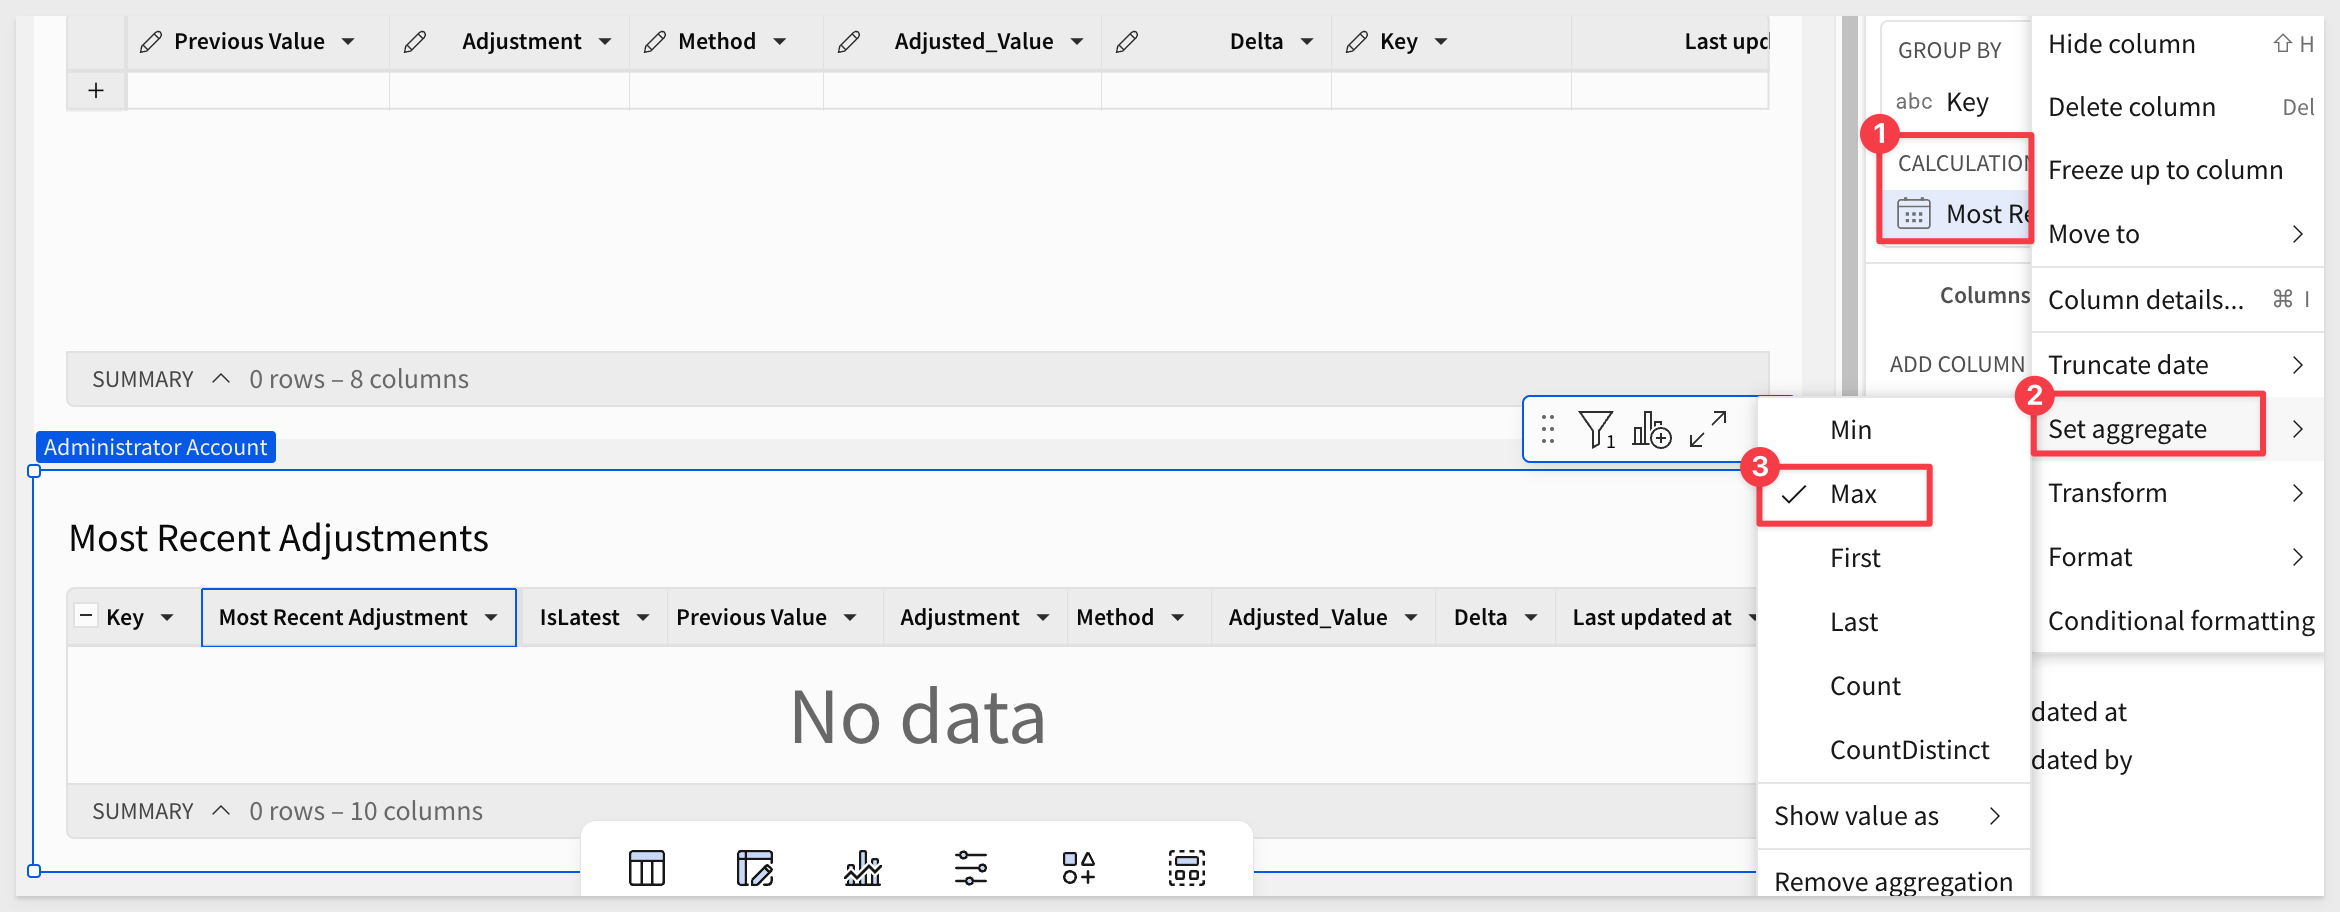 Previous Value
Adjustment
Method
Adjusted_Value
Delta
Key
Last upd
+
SUMMARY 0 rows – 8 columns
Administrator Account
1
Most Recent Adjustments
Key
Most Recent Adjustment
IsLatest
Previous Value
Adjustment
Method
Adjusted_Value
Delta
Last updated at
No data
SUMMARY 0 rows – 10 columns
GROUP BY
abc Key
1
CALCULATION
Most Re
Columns
ADD COLUMN
dated at
dated by
Hide column ⇧ H
Delete column Del
Freeze up to column
Move to
Column details... ⌘ I
Truncate date
2
Set aggregate
Transform
Format
Conditional formatting
Min
3
Max
First
Last
Count
CountDistinct
Show value as
Remove aggregation